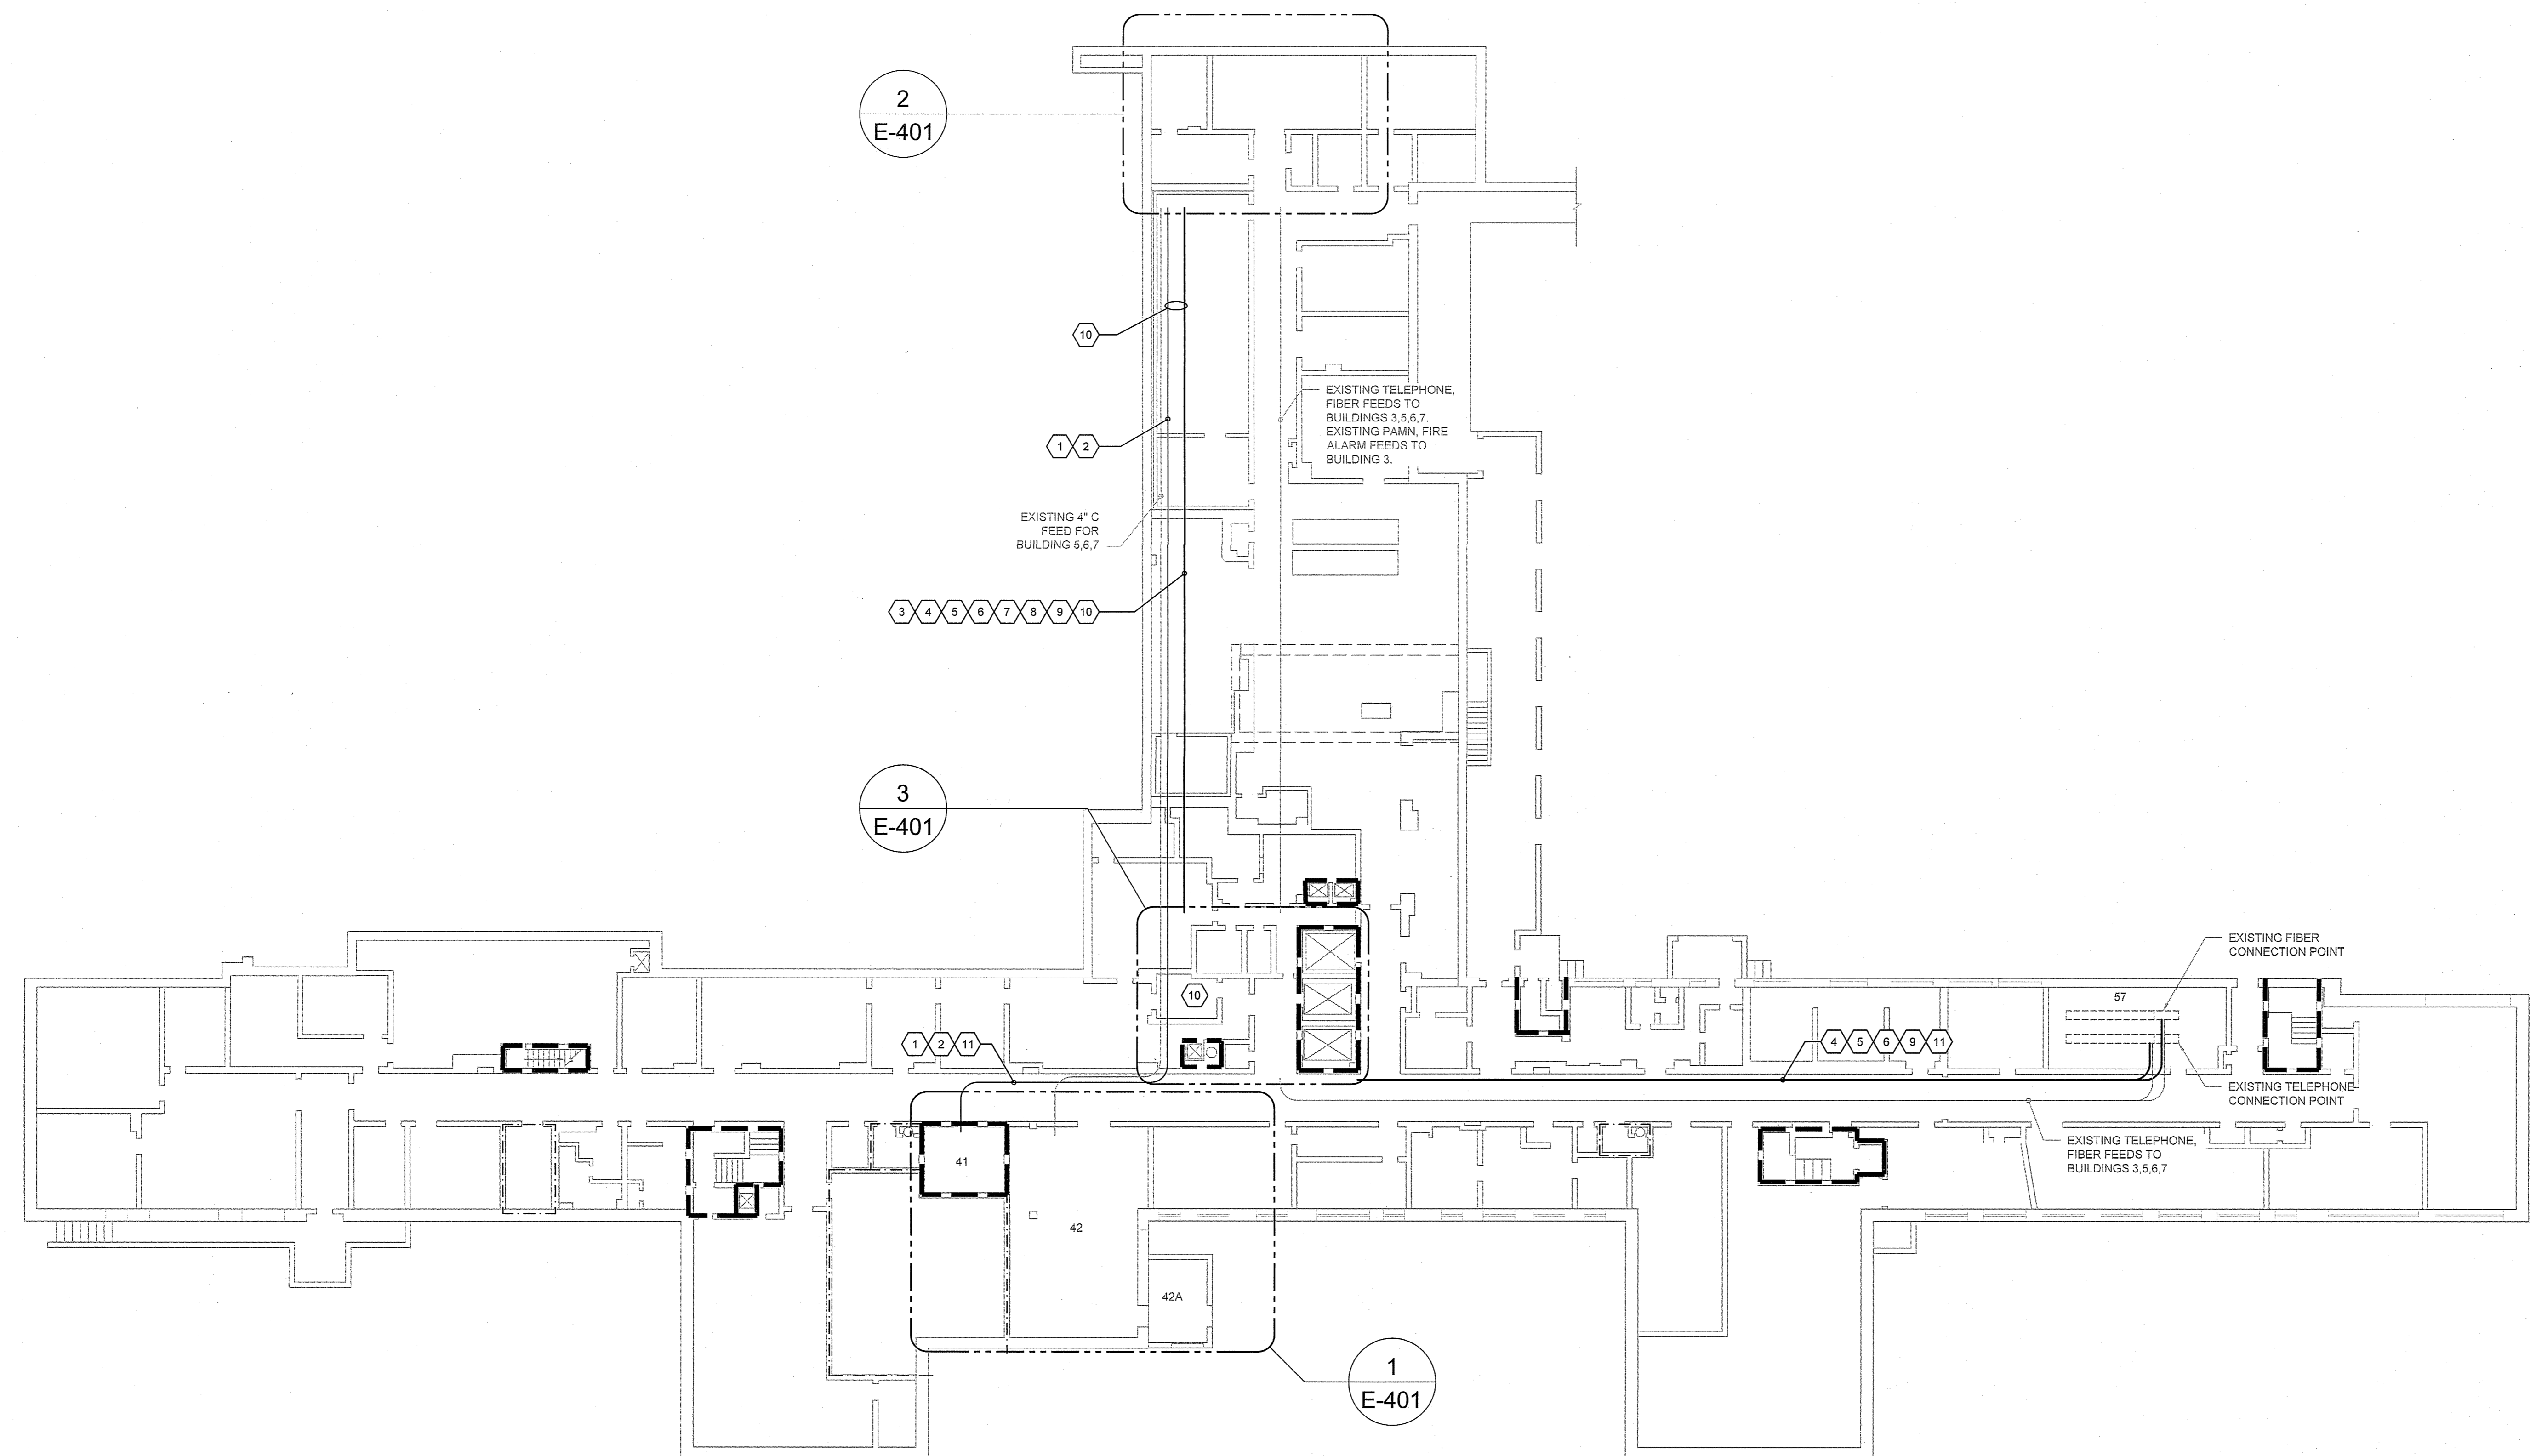 2
E-401
10
EXISTING TELEPHONE,
FIBER FEEDS TO
BUILDINGS 3,5,6,7.
EXISTING PAMN, FIRE
ALARM FEEDS TO
BUILDING 3.
1 2
EXISTING 4" C
FEED FOR
BUILDING 5,6,7
3 4 5 6 7 8 9 10
3
E-401
EXISTING FIBER
CONNECTION POINT
10
57
1 2 11
4 5 6 9 11
EXISTING TELEPHONE
CONNECTION POINT
EXISTING TELEPHONE,
FIBER FEEDS TO
BUILDINGS 3,5,6,7
41
42
42A
1
E-401